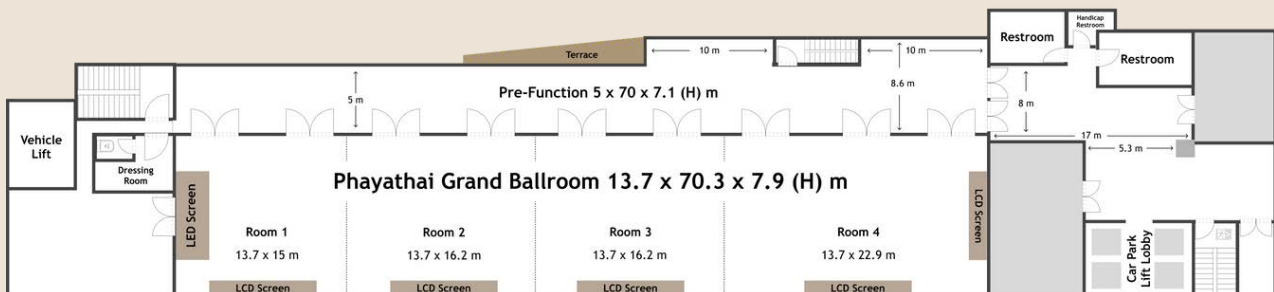 Handicap
Restroom
Restroom
Restroom
Terrace
10 m
10 m
5 m
Pre-Function 5 x 70 x 7.1 (H) m
8.6 m
8 m
Vehicle
Lift
17 m
5.3 m
Dressing
Room
Phayathai Grand Ballroom 13.7 x 70.3 x 7.9 (H) m
LED Screen
LCD Screen
Room 1
13.7 x 15 m
Room 2
13.7 x 16.2 m
Room 3
13.7 x 16.2 m
Room 4
13.7 x 22.9 m
Car Park
Lift Lobby
LCD Screen
LCD Screen
LCD Screen
LCD Screen